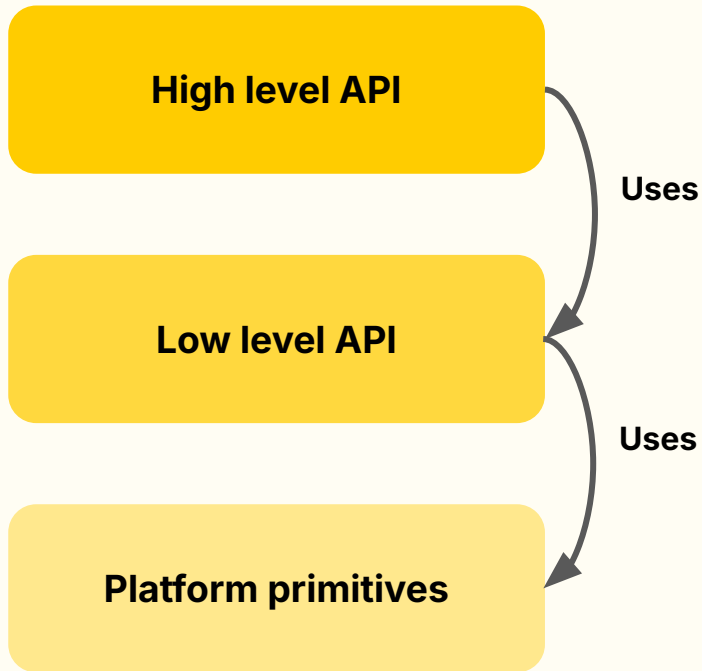 High level API
Uses
Low level API
Uses
Platform primitives